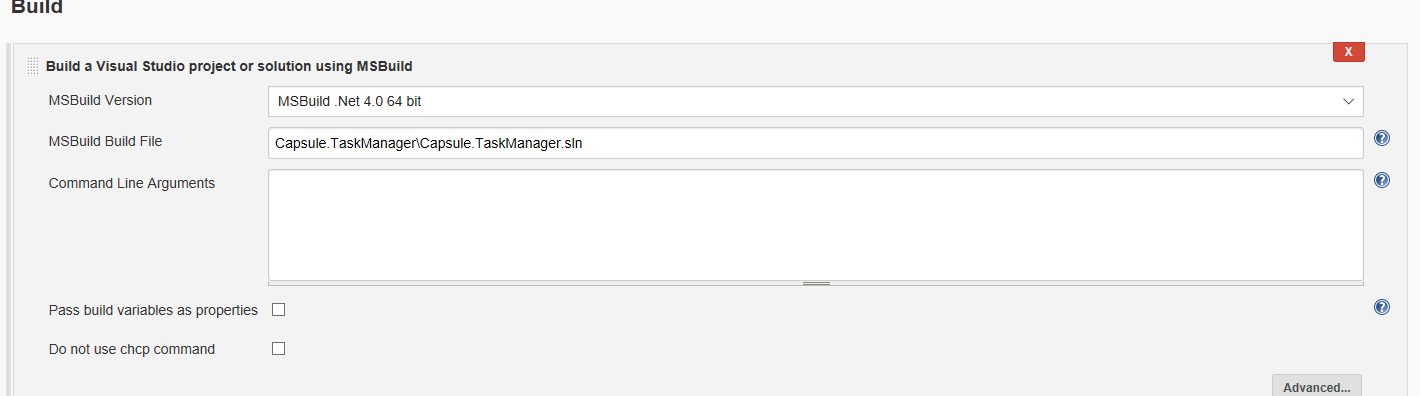 Build
X
Build a Visual Studio project or solution using MSBuild
MSBuild Version
MSBuild .Net 4.0 64 bit
MSBuild Build File
Capsule.TaskManager\Capsule.TaskManager.sln
?
Command Line Arguments
?
Pass build variables as properties
?
Do not use chcp command
Advanced...